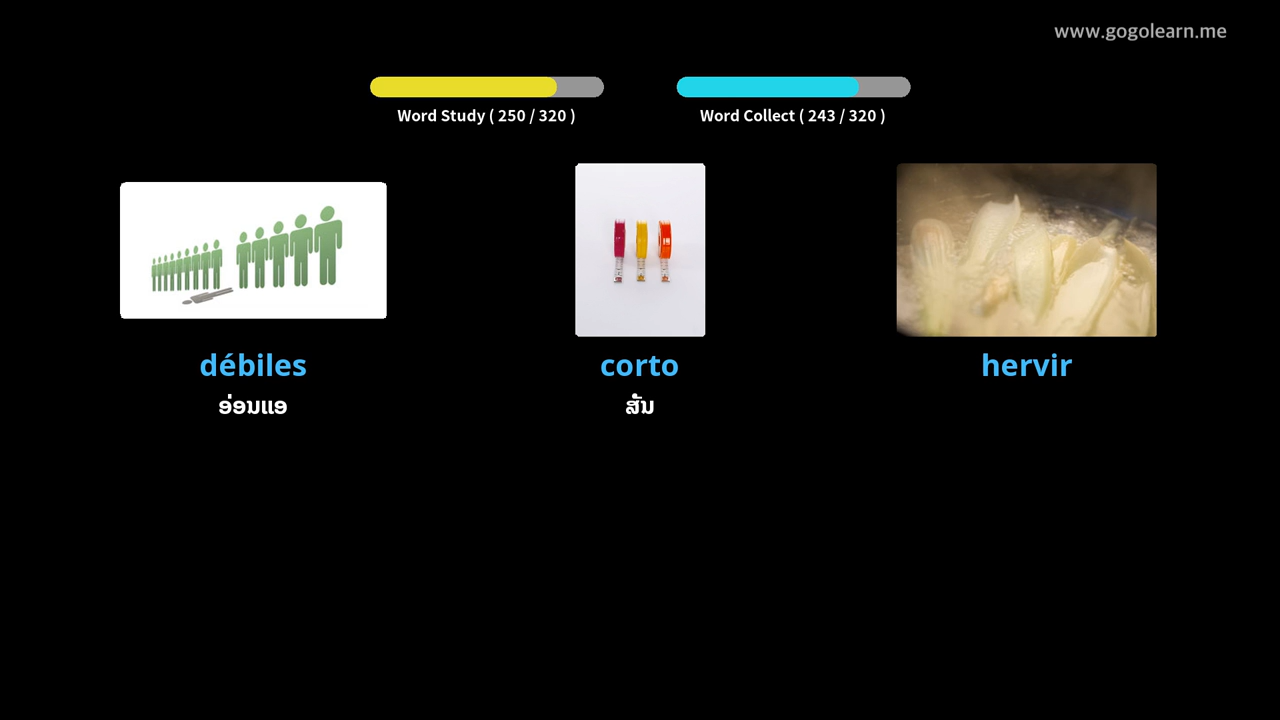 www.gogolearn.me
Word Study ( 250 / 320 )
Word Collect ( 243 / 320 )
débiles
corto
hervir
ອ່ອນແອ
ສັ້ນ